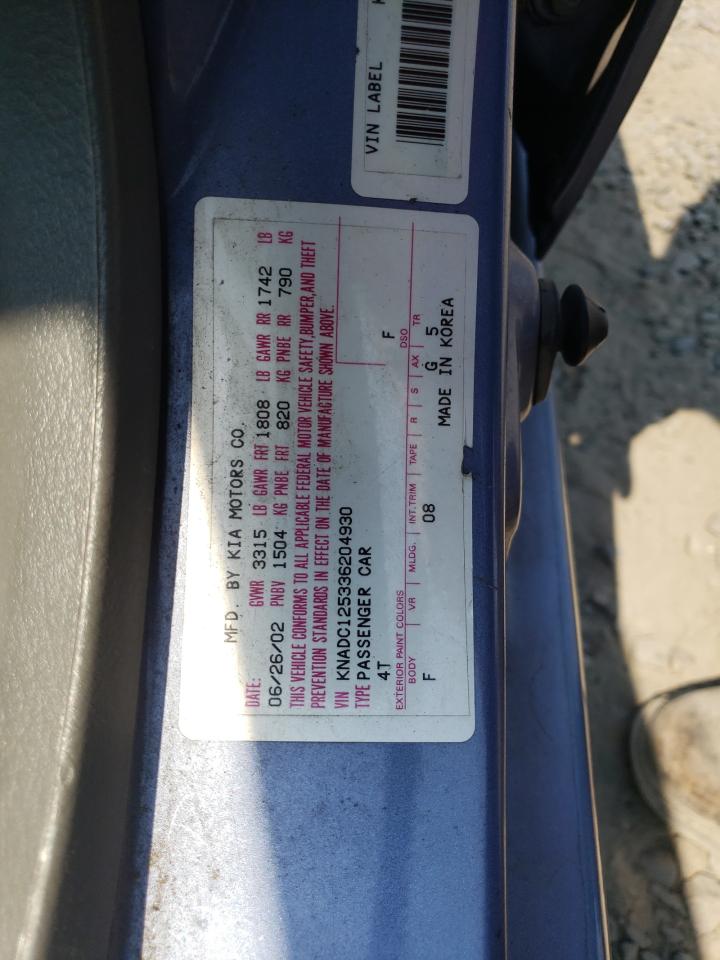 VIN LABEL
MFD. BY KIA MOTORS CO.
DATE: GVWR 3315 LB GAWR FRT 1808 LB GAWR RR 1742 LB
06/26/02 PNBV 1504 KG PNBE FRT 820 KG PNBE RR 790 KG
THIS VEHICLE CONFORMS TO ALL APPLICABLE FEDERAL MOTOR VEHICLE SAFETY,BUMPER,AND THEFT
PREVENTION STANDARDS IN EFFECT ON THE DATE OF MANUFACTURE SHOWN ABOVE.
VIN KNADC125336204930
TYPE PASSENGER CAR
4T F
EXTERIOR PAINT COLORS DSO
BODY VR MLDG. INT.TRIM TAPE R S AX TR
F 08 G 5
MADE IN KOREA